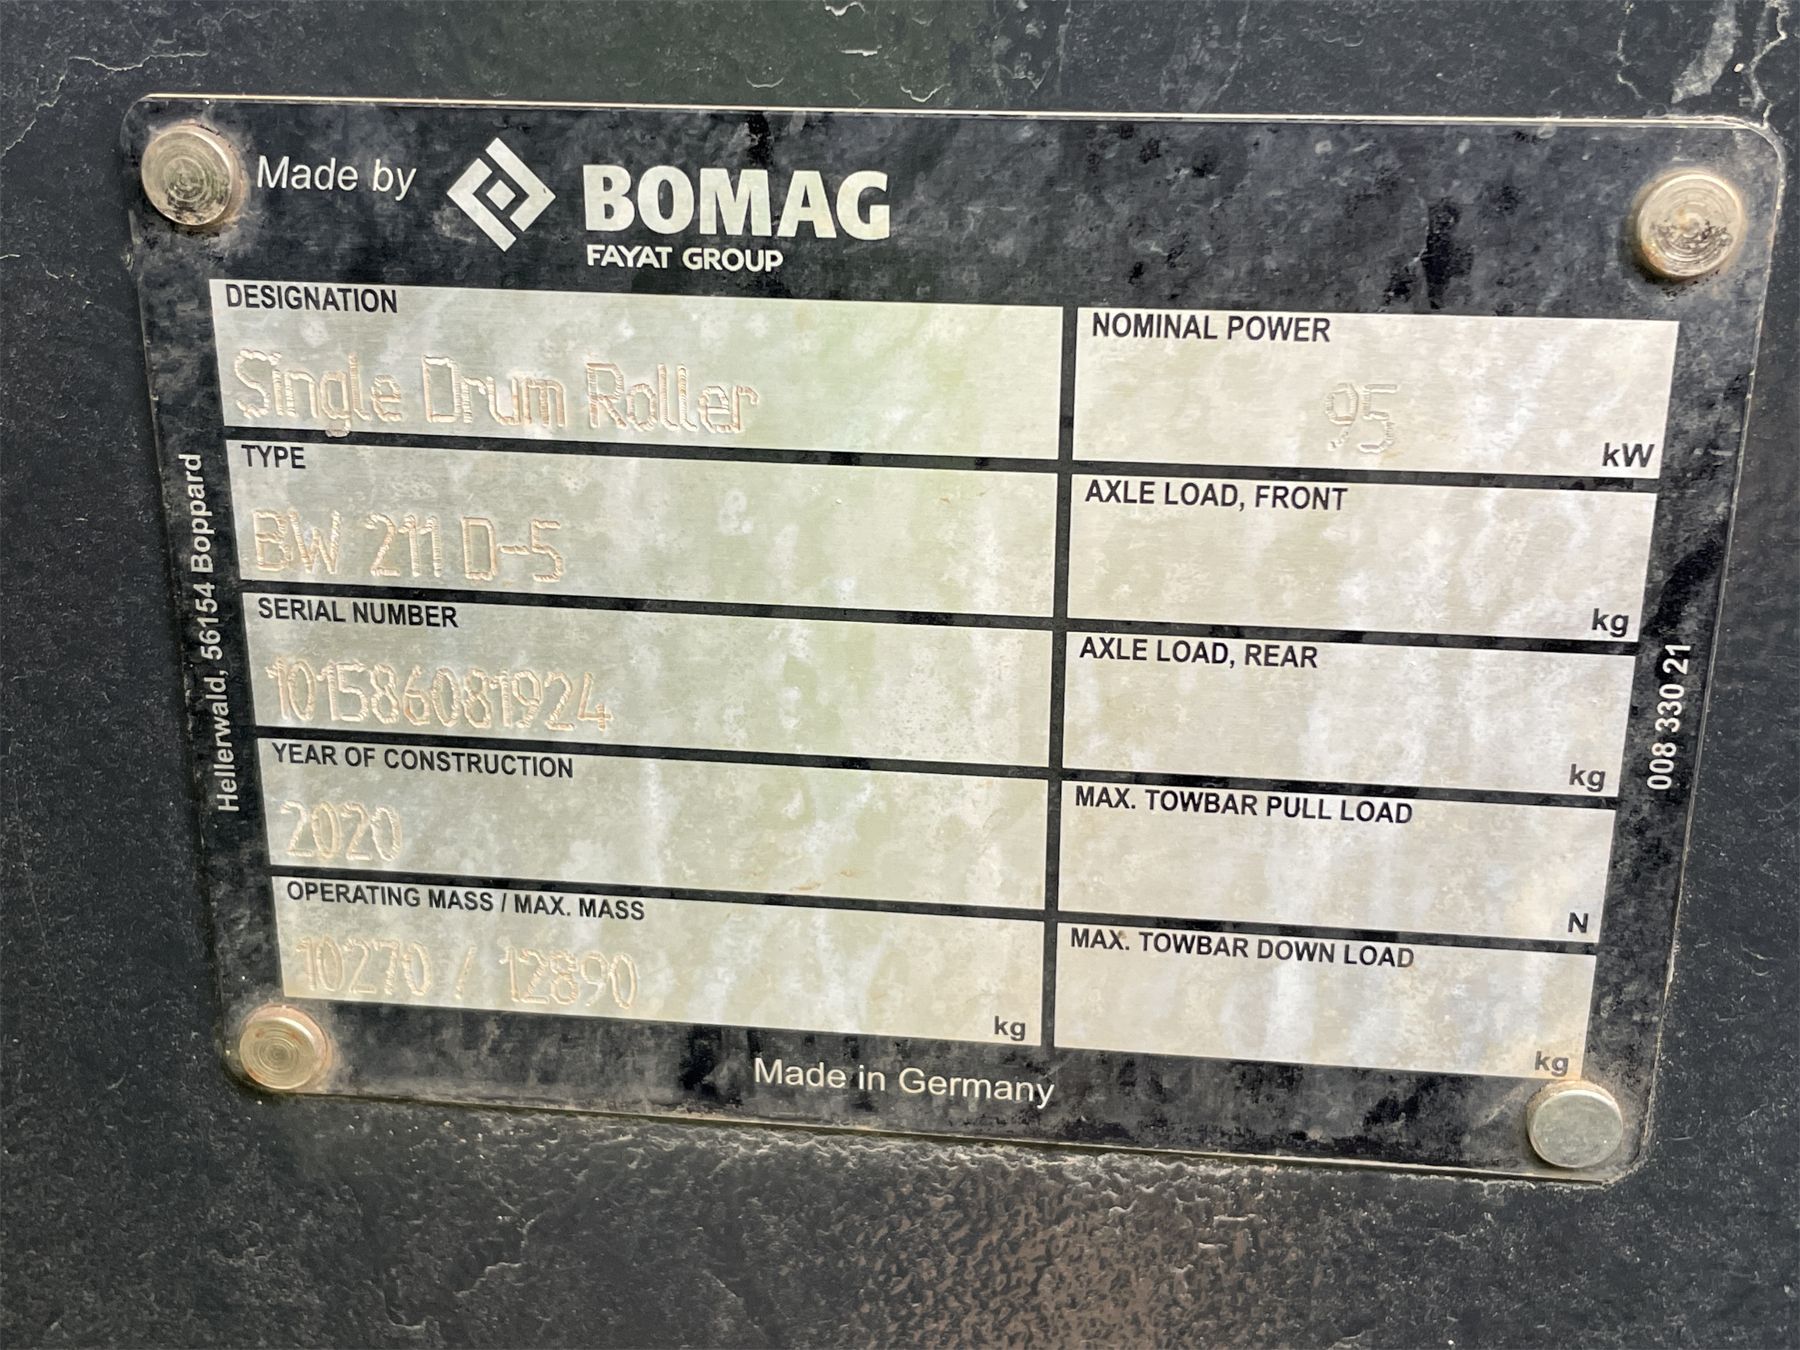 Made by BOMAG
FAYAT GROUP
DESIGNATION
Single Drum Roller
TYPE
BW 211 D-5
SERIAL NUMBER
101586081924
YEAR OF CONSTRUCTION
2020
OPERATING MASS / MAX. MASS
10270 / 12890
kg
NOMINAL POWER
95
kW
AXLE LOAD, FRONT
kg
AXLE LOAD, REAR
kg
MAX. TOWBAR PULL LOAD
N
MAX. TOWBAR DOWN LOAD
kg
Made in Germany
Hellerwald, 56154 Boppard
008 330 21